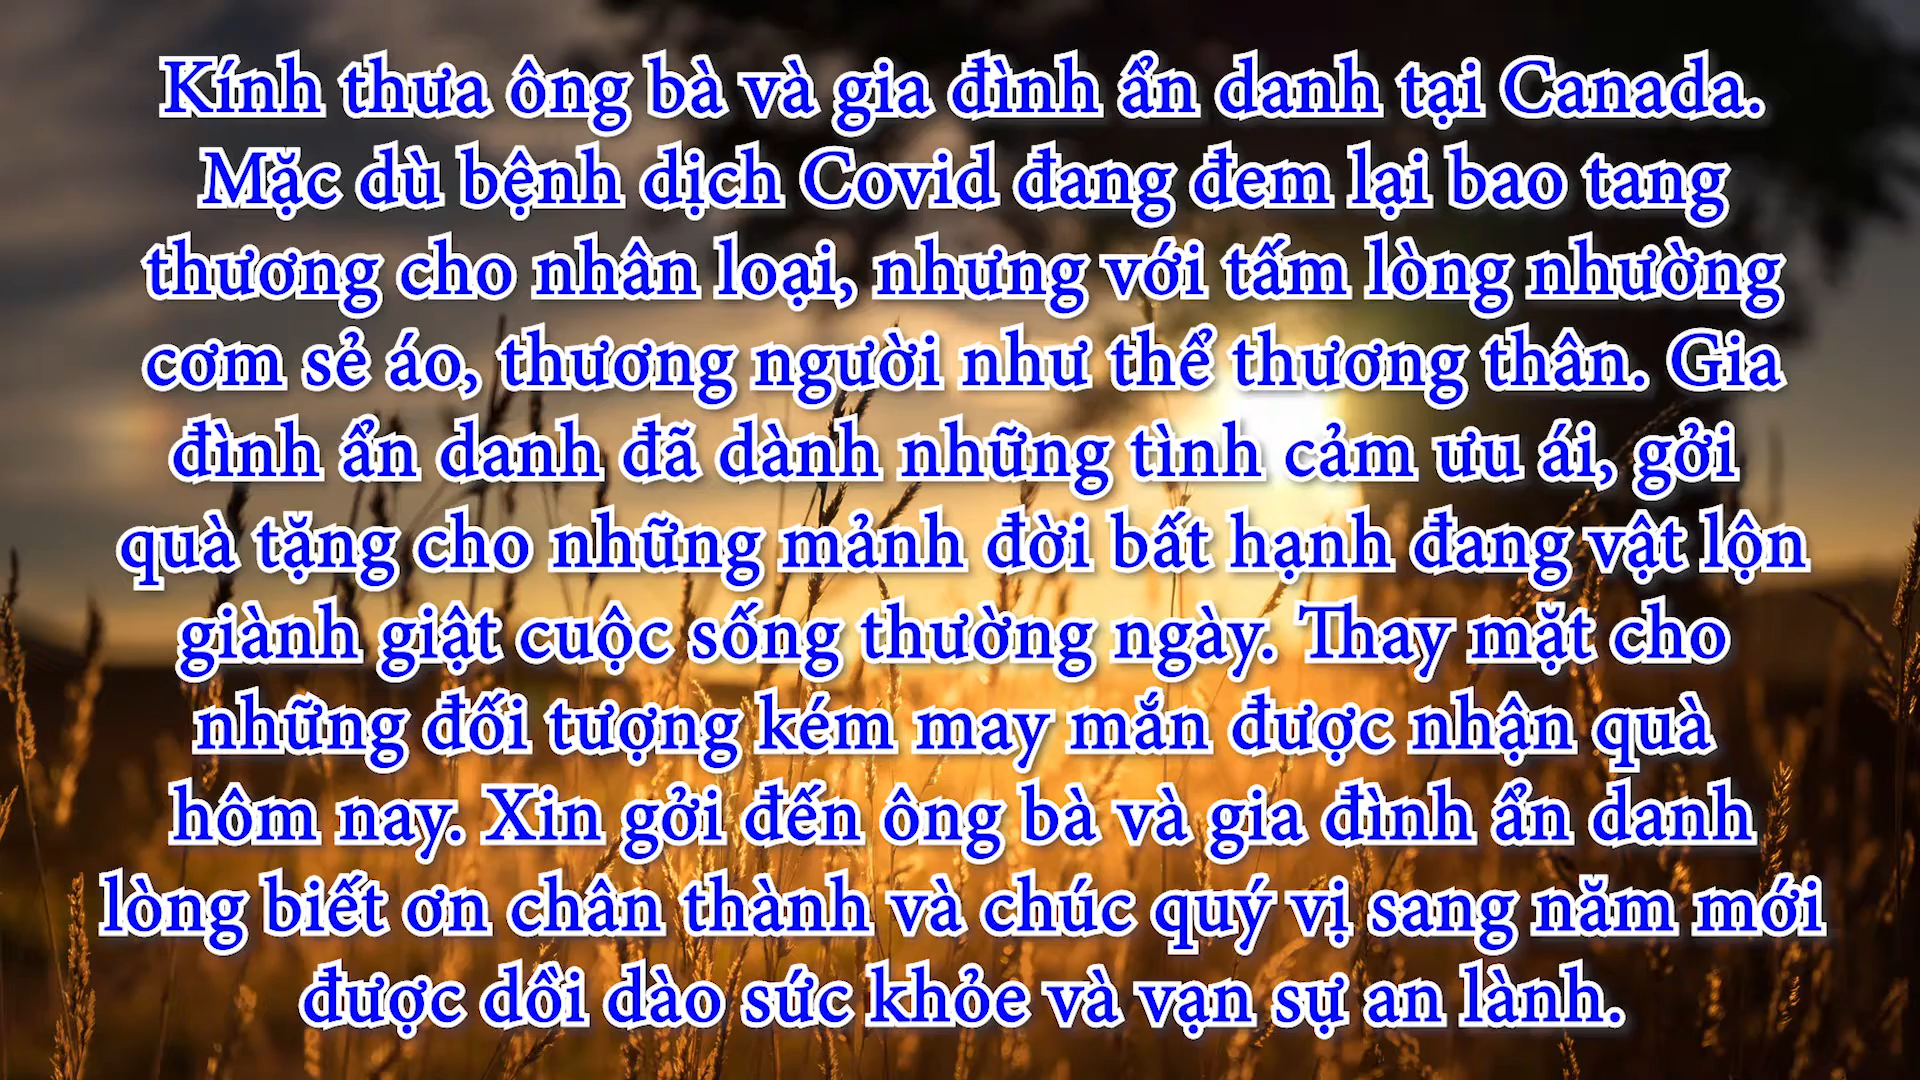 Kính thưa ông bà và gia đình ẩn danh tại Canada.
Mặc dù bệnh dịch Covid đang đem lại bao tang
thương cho nhân loại, nhưng với tấm lòng nhường
cơm sẻ áo, thương người như thể thương thân. Gia
đình ẩn danh đã dành những tình cảm ưu ái, gởi
quà tặng cho những mảnh đời bất hạnh đang vật lộn
giành giật cuộc sống thường ngày. Thay mặt cho
những đối tượng kém may mắn được nhận quà
hôm nay. Xin gởi đến ông bà và gia đình ẩn danh
lòng biết ơn chân thành và chúc quý vị sang năm mới
được dồi dào sức khỏe và vạn sự an lành.